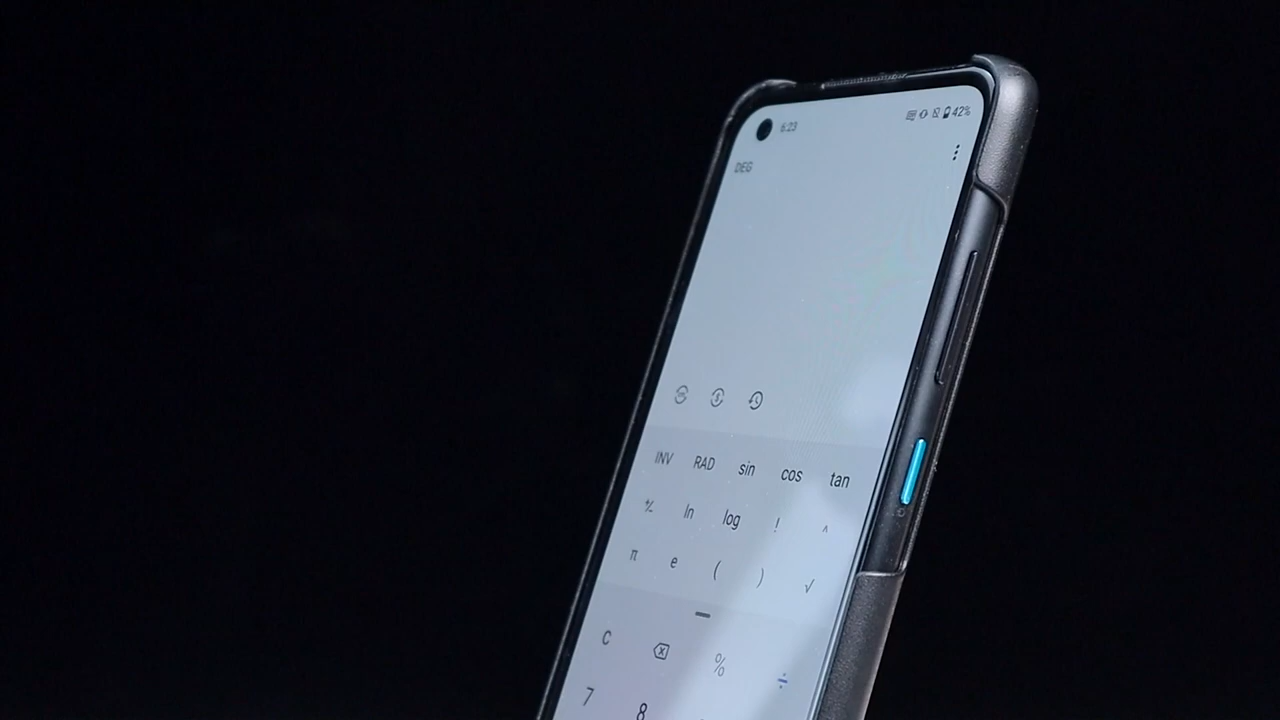 6:23 42%
DEG
INV RAD sin cos tan
+/- ln log ! ^
π e ( ) √
C % ÷
7 8